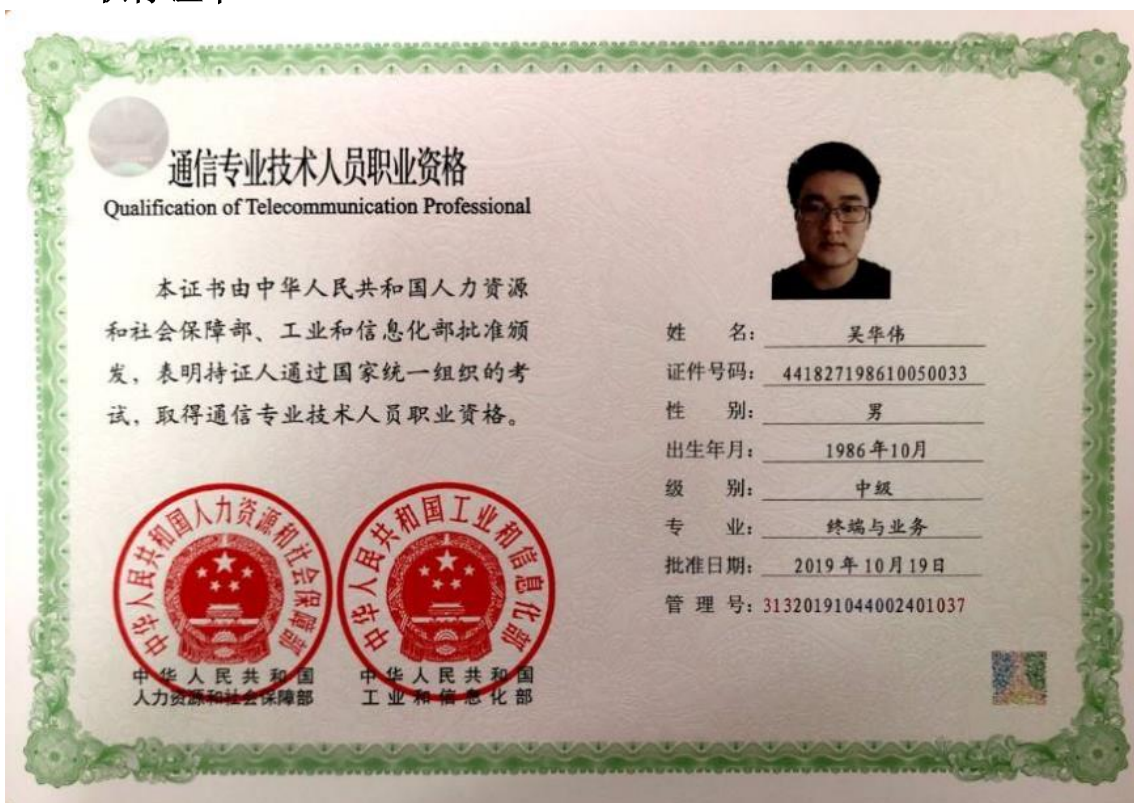 通信专业技术人员职业资格
Qualification of Telecommunication Professional
本证书由中华人民共和国人力资源
和社会保障部、工业和信息化部批准颁
发，表明持证人通过国家统一组织的考
试，取得通信专业技术人员职业资格。
中华人民共和国人力资源和社会保障部
中华人民共和国工业和信息化部
中华人民共和国
人力资源和社会保障部
中华人民共和国
工业和信息化部
姓 名：吴华伟
证件号码：441827198610050033
性 别：男
出生年月：1986年10月
级 别：中级
专 业：终端与业务
批准日期：2019年10月19日
管 理 号：31320191044002401037